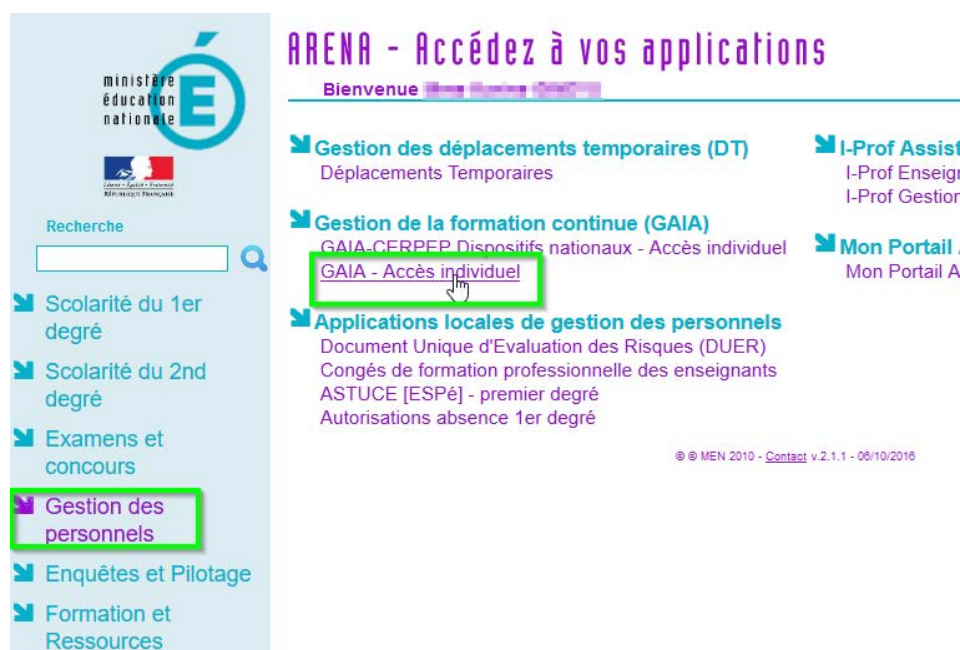 ministère
éducation
nationale
Liberté • Égalité • Fraternité
RÉPUBLIQUE FRANÇAISE
Recherche
Scolarité du 1er
degré
Scolarité du 2nd
degré
Examens et
concours
Gestion des
personnels
Enquêtes et Pilotage
Formation et
Ressources
ARENA - Accédez à vos applications
Bienvenue
Gestion des déplacements temporaires (DT)
Déplacements Temporaires
Gestion de la formation continue (GAIA)
GAIA-CERPEP Dispositifs nationaux - Accès individuel
GAIA - Accès individuel
Applications locales de gestion des personnels
Document Unique d'Evaluation des Risques (DUER)
Congés de formation professionnelle des enseignants
ASTUCE [ESPé] - premier degré
Autorisations absence 1er degré
I-Prof Assist
I-Prof Enseign
I-Prof Gestion
Mon Portail A
Mon Portail A
© © MEN 2010 - Contact v.2.1.1 - 06/10/2016